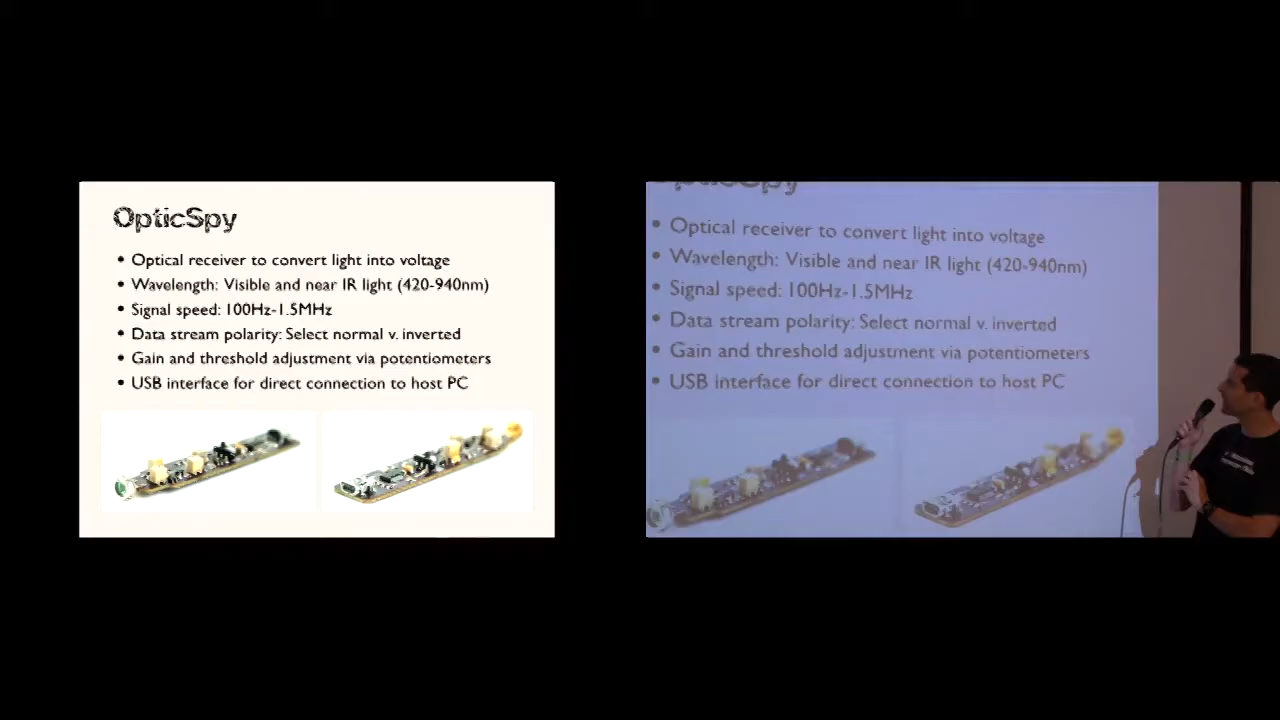 OpticSpy
• Optical receiver to convert light into voltage
• Wavelength: Visible and near IR light (420-940nm)
• Signal speed: 100Hz-1.5MHz
• Data stream polarity: Select normal v. inverted
• Gain and threshold adjustment via potentiometers
• USB interface for direct connection to host PC
OpticSpy
• Optical receiver to convert light into voltage
• Wavelength: Visible and near IR light (420-940nm)
• Signal speed: 100Hz-1.5MHz
• Data stream polarity: Select normal v. inverted
• Gain and threshold adjustment via potentiometers
• USB interface for direct connection to host PC